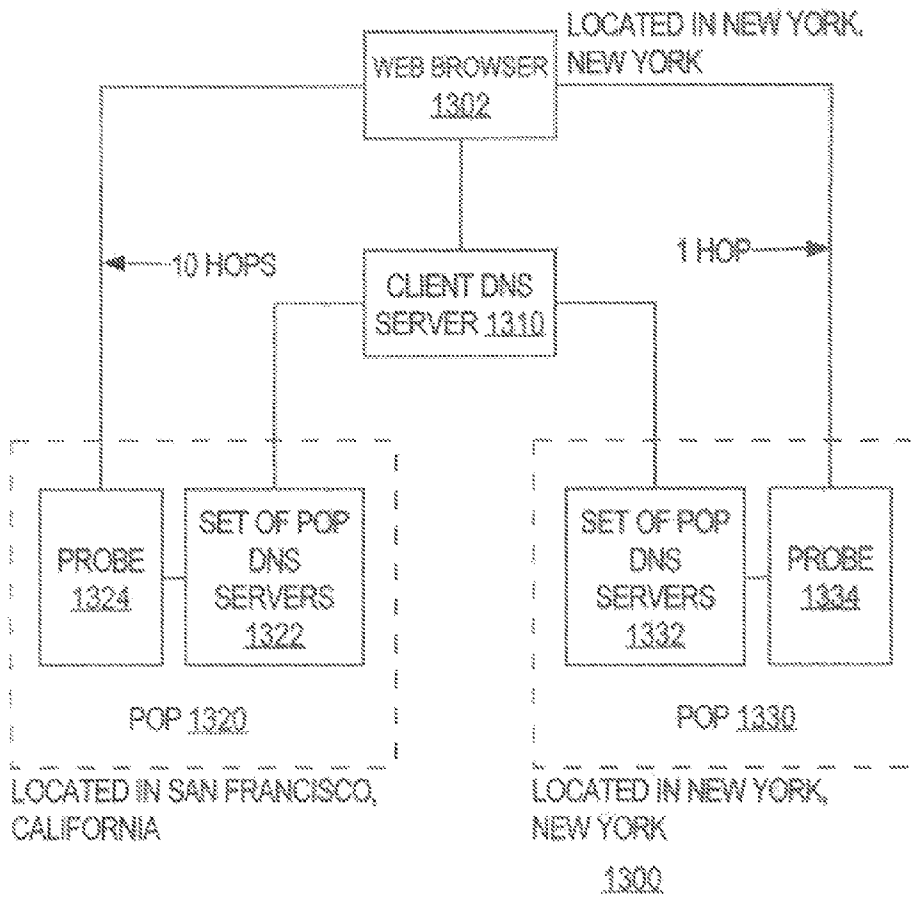 LOCATED IN NEW YORK,
NEW YORK
WEB BROWSER
1302
10 HOPS
1 HOP
CLIENT DNS
SERVER 1310
PROBE
1324
SET OF POP
DNS
SERVERS
1322
SET OF POP
DNS
SERVERS
1332
PROBE
1334
POP 1320
POP 1330
LOCATED IN SAN FRANCISCO,
CALIFORNIA
LOCATED IN NEW YORK,
NEW YORK
1300